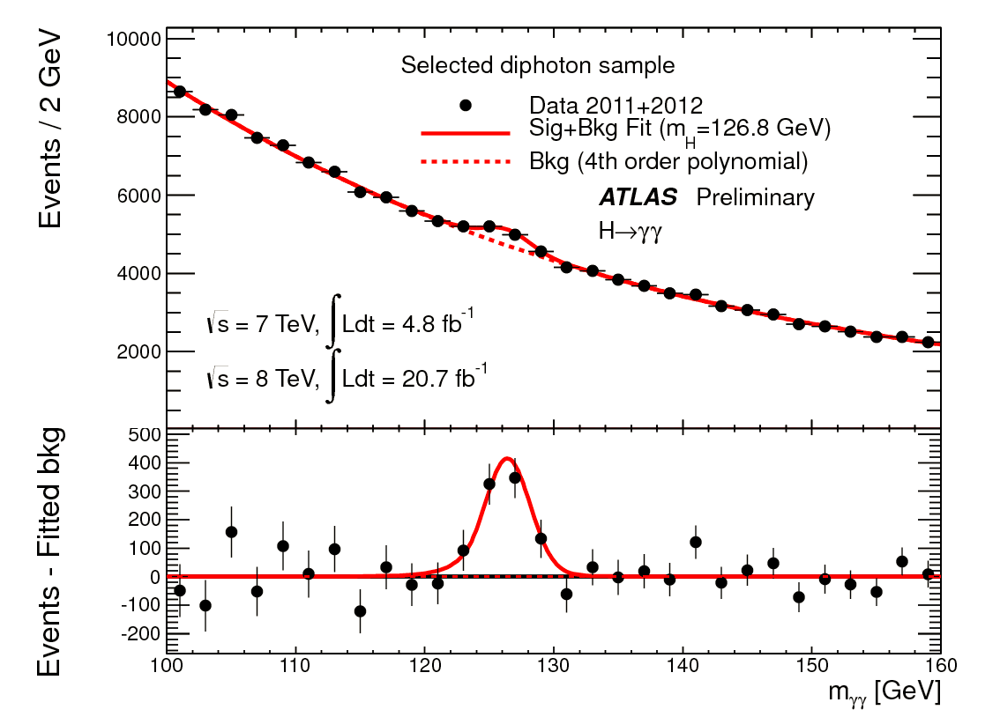 Events / 2 GeV
10000
8000
6000
4000
2000
Selected diphoton sample
Data 2011+2012
Sig+Bkg Fit (m_H=126.8 GeV)
Bkg (4th order polynomial)
ATLAS Preliminary
H→γγ
√s = 7 TeV, ∫Ldt = 4.8 fb⁻¹
√s = 8 TeV, ∫Ldt = 20.7 fb⁻¹
Events - Fitted bkg
500
400
300
200
100
0
-100
-200
100 110 120 130 140 150 160
m_γγ [GeV]